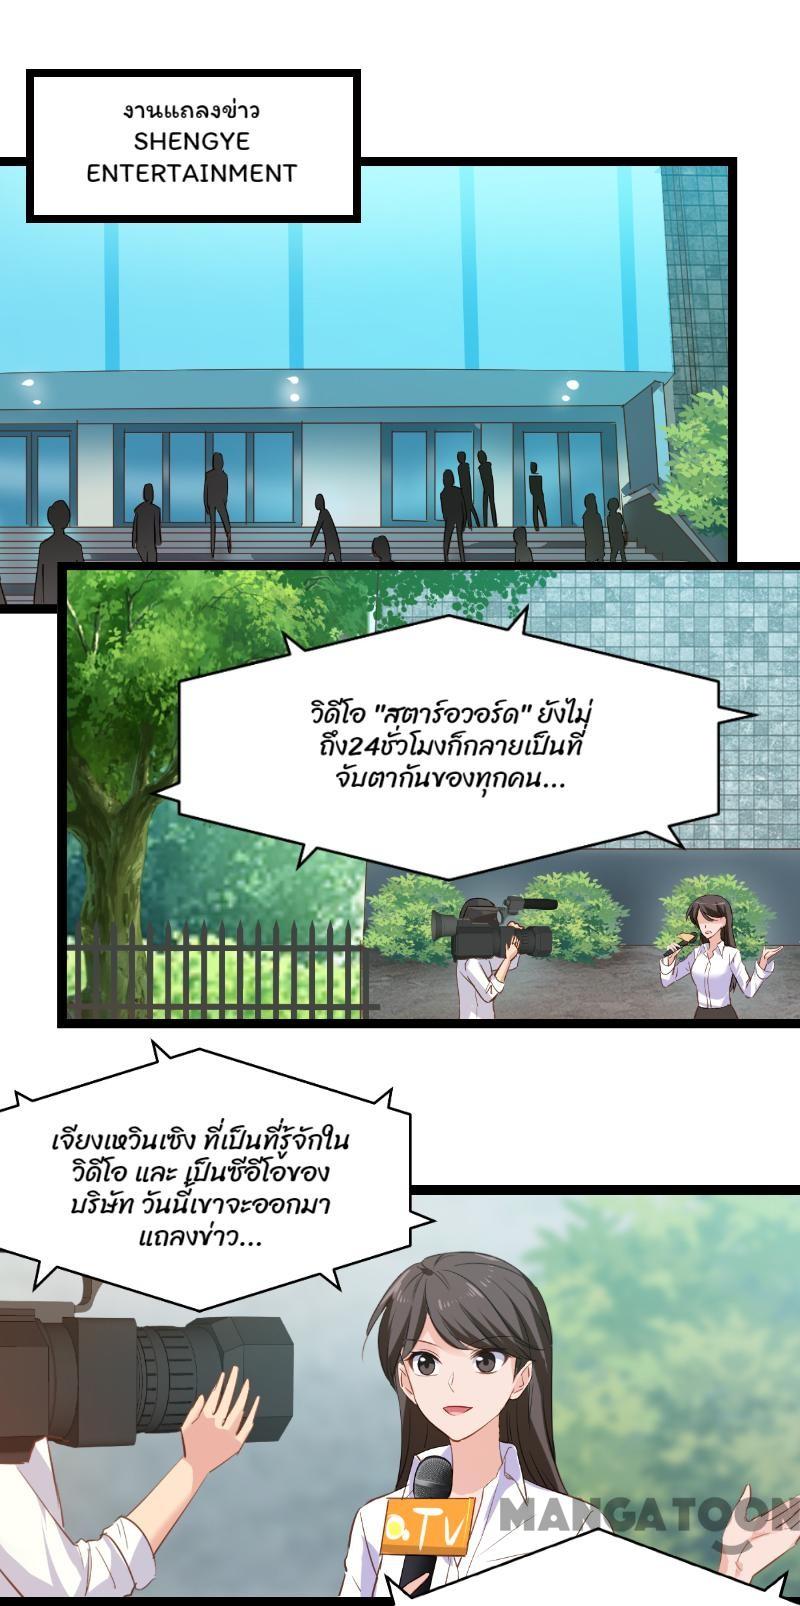 งานแถลงข่าว
SHENGYE
ENTERTAINMENT
วิดีโอ "สตาร์อวอร์ด" ยังไม่
ถึง24ชั่วโมงก็กลายเป็นที่
จับตากันของทุกคน...
เจียงเหวินเซิง ที่เป็นที่รู้จักใน
วิดีโอ และ เป็นซีอีโอของ
บริษัท วันนี้เขาจะออกมา
แถลงข่าว...
aTV
MANGATOON